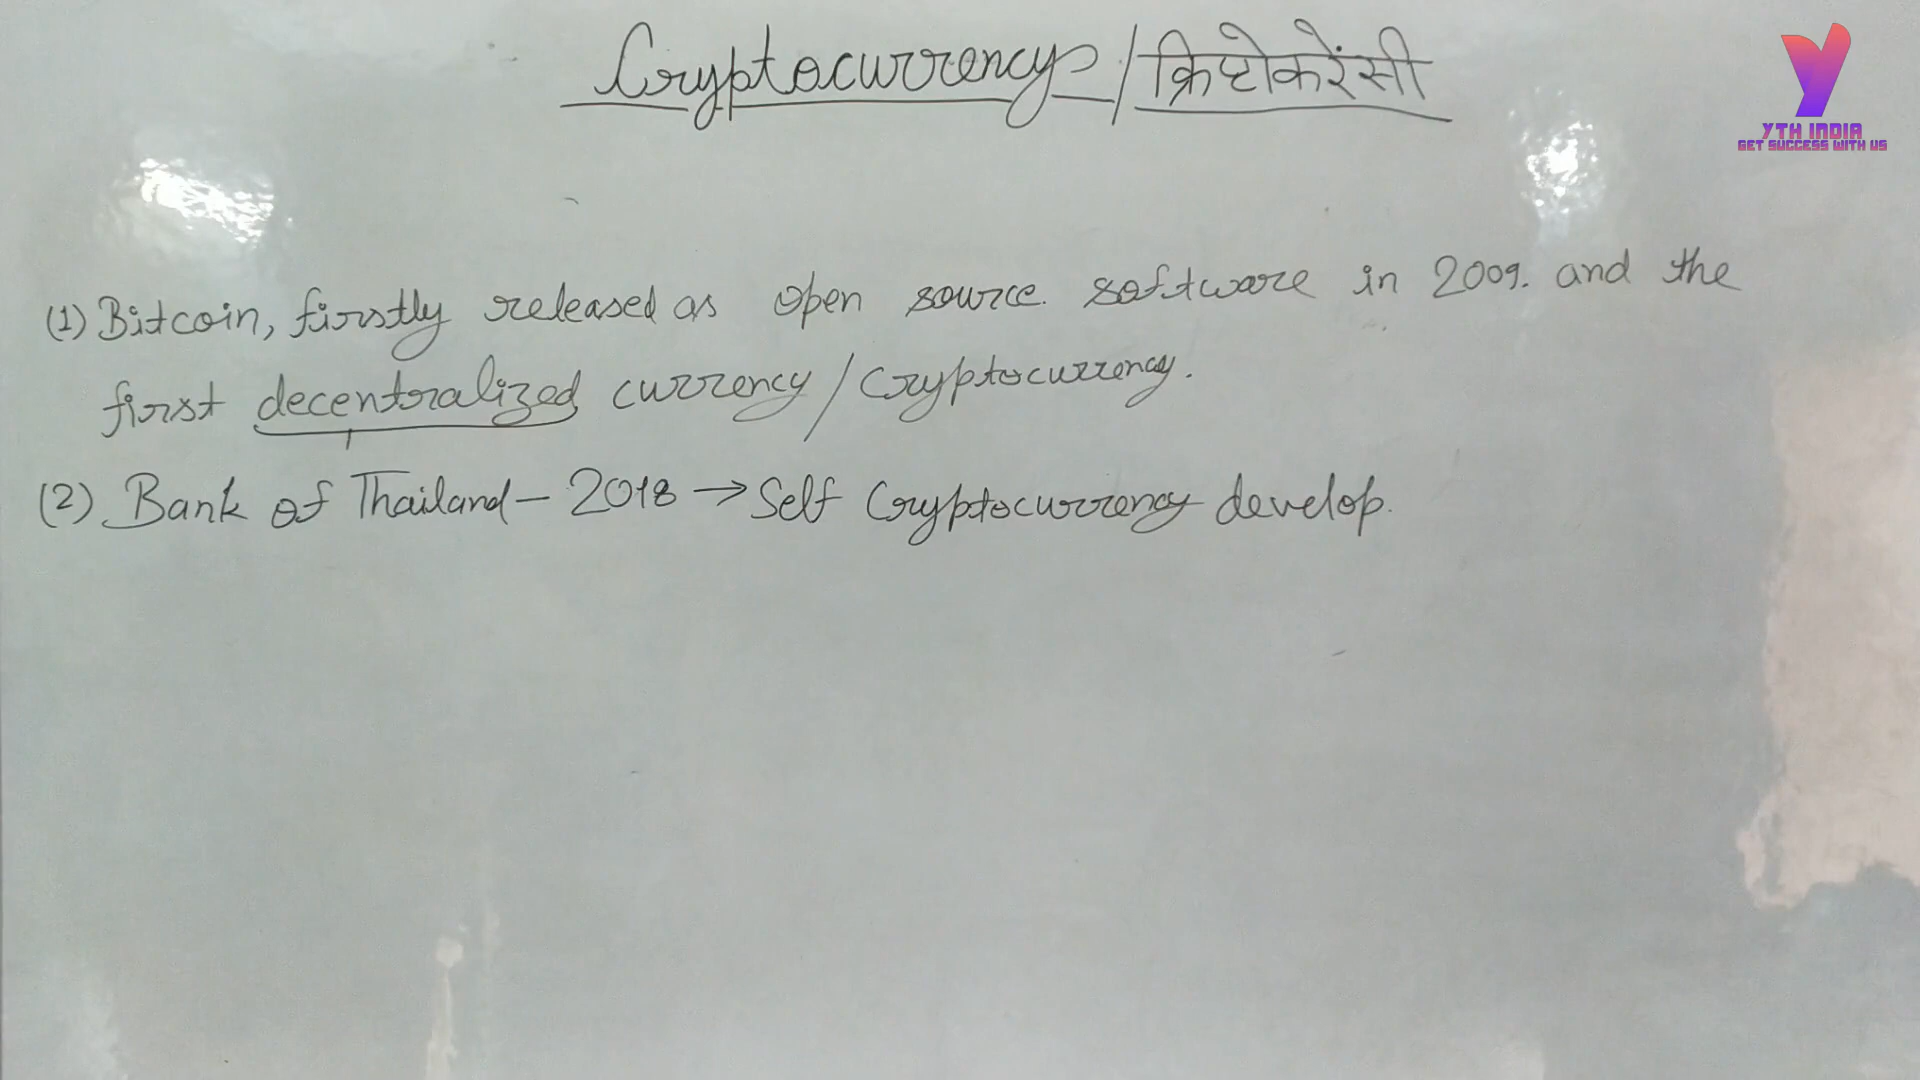 Cryptocurrency / क्रिप्टोकरेंसी
YTH INDIA
GET SUCCESS WITH US
(1) Bitcoin, firstly released as open source software in 2009. and the
first decentralized currency / Cryptocurrency.
(2) Bank of Thailand - 2018 → Self Cryptocurrency develop.